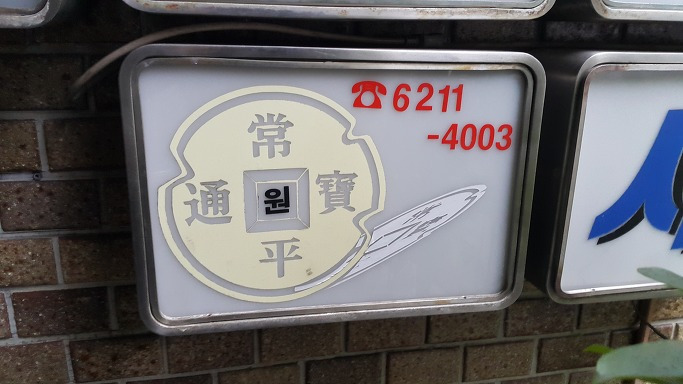 ☎6211
-4003
常
通 원 寶
平